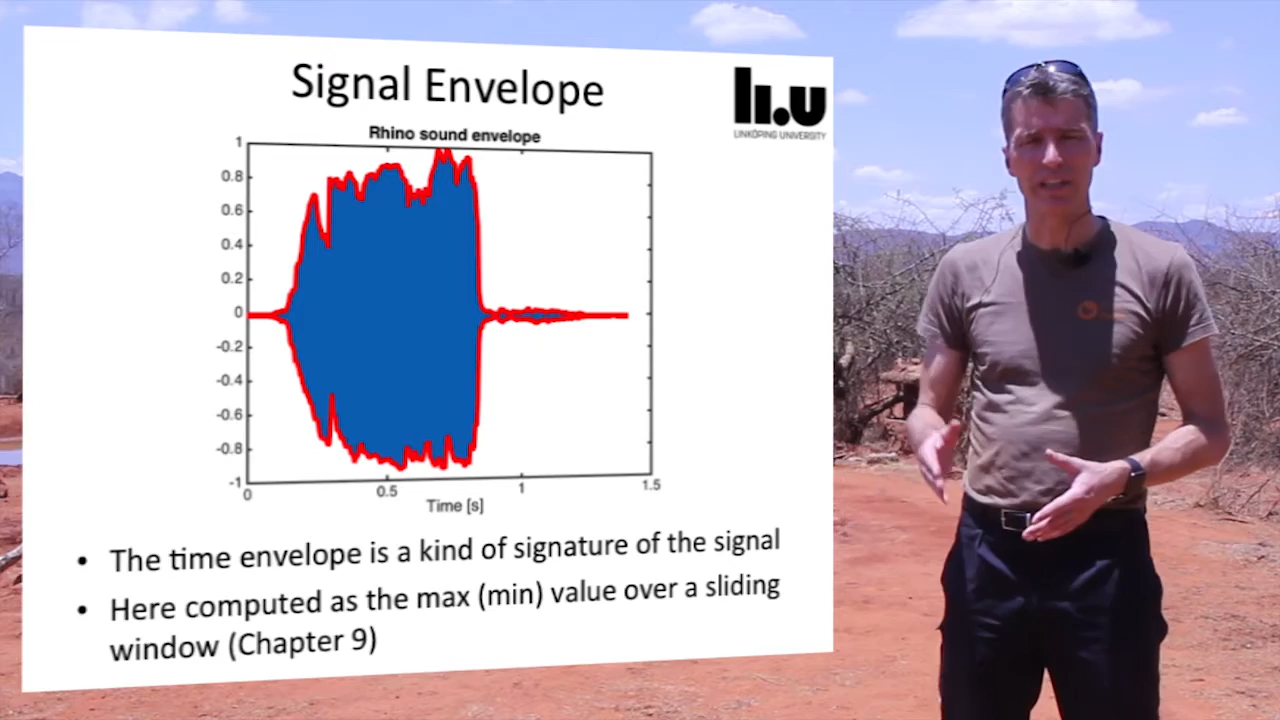 Signal Envelope
li.u
LINKÖPING UNIVERSITY
Rhino sound envelope
1
0.8
0.6
0.4
0.2
0
-0.2
-0.4
-0.6
-0.8
-1
0
0.5
1
1.5
Time [s]
• The time envelope is a kind of signature of the signal
• Here computed as the max (min) value over a sliding
window (Chapter 9)